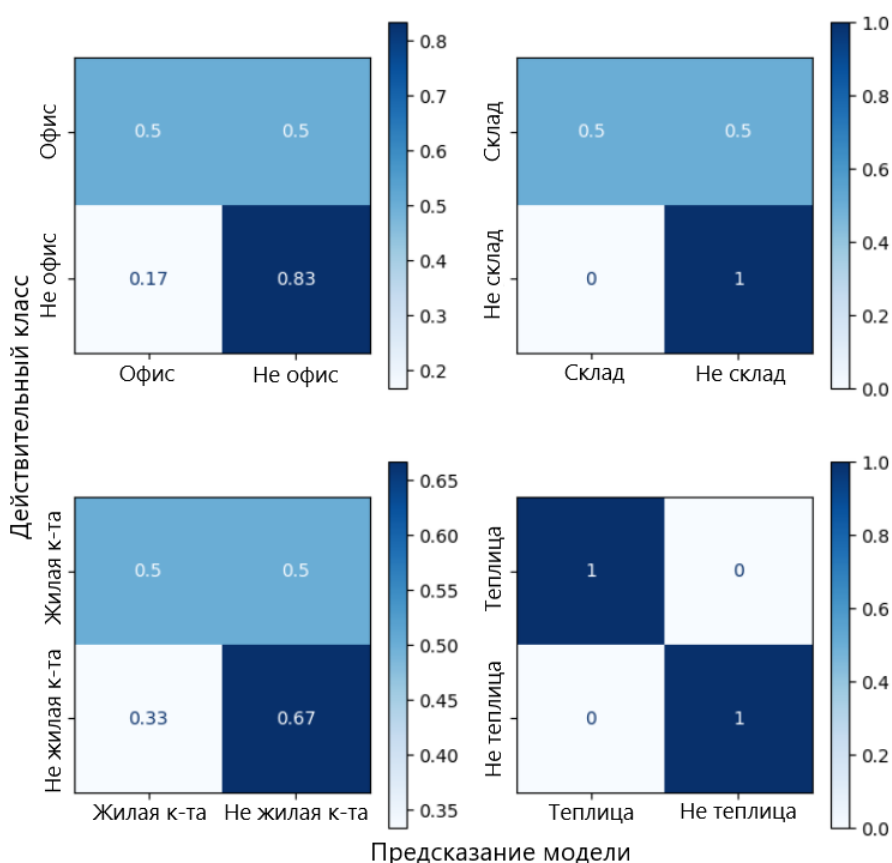 Действительный класс
Офис
Не офис
0.5 0.5
0.17 0.83
Офис Не офис
0.8
0.7
0.6
0.5
0.4
0.3
0.2
Склад
Не склад
0.5 0.5
0 1
Склад Не склад
1.0
0.8
0.6
0.4
0.2
0.0
Жилая к-та
Не жилая к-та
0.5 0.5
0.33 0.67
Жилая к-та Не жилая к-та
0.65
0.60
0.55
0.50
0.45
0.40
0.35
Теплица
Не теплица
1 0
0 1
Теплица Не теплица
1.0
0.8
0.6
0.4
0.2
0.0
Предсказание модели